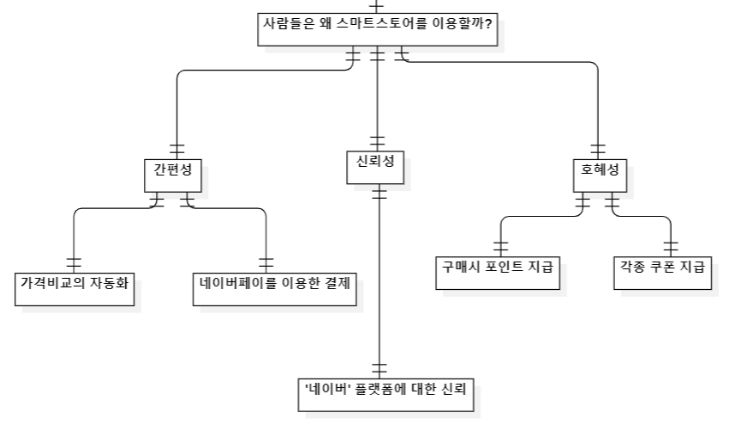 사람들은 왜 스마트스토어를 이용할까?
간편성
신뢰성
호혜성
가격비교의 자동화
네이버페이를 이용한 결제
구매시 포인트 지급
각종 쿠폰 지급
'네이버' 플랫폼에 대한 신뢰